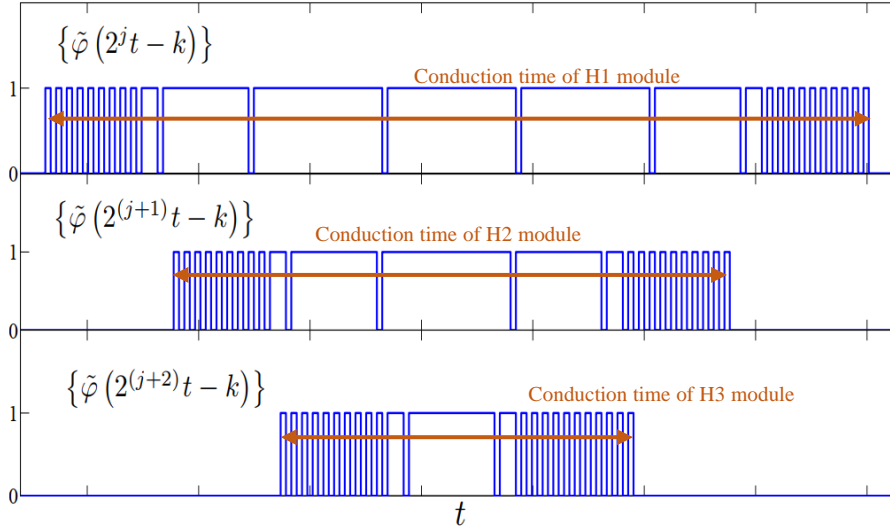 {φ̃ (2^j t − k)}
Conduction time of H1 module
1
0
{φ̃ (2^(j+1) t − k)}
Conduction time of H2 module
1
0
{φ̃ (2^(j+2) t − k)}
Conduction time of H3 module
1
0
t